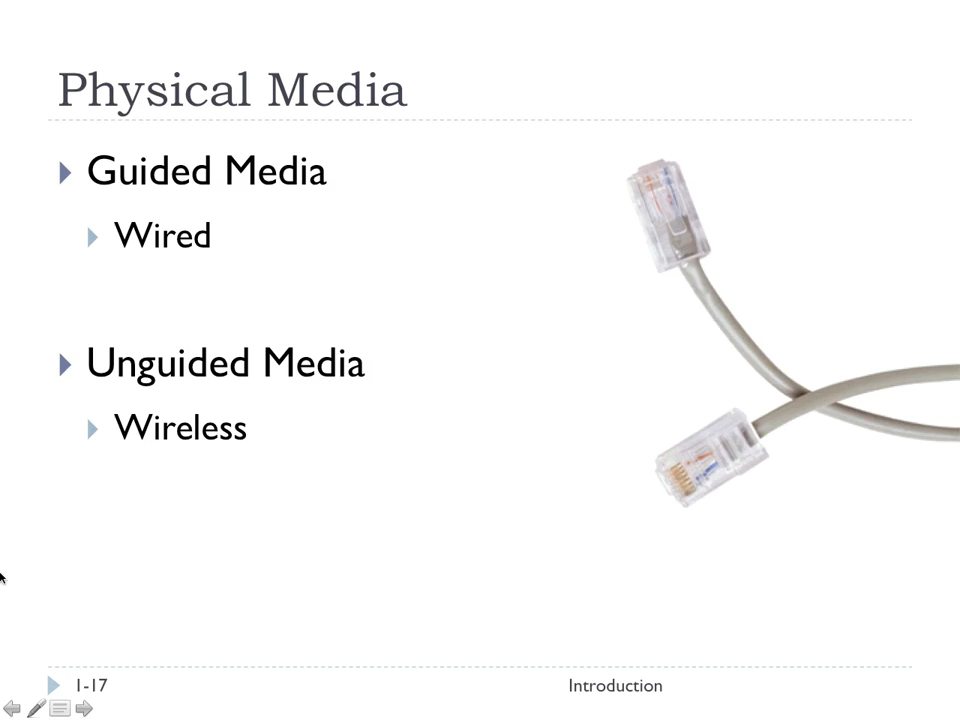 Physical Media
Guided Media
Wired
Unguided Media
Wireless
1-17
Introduction